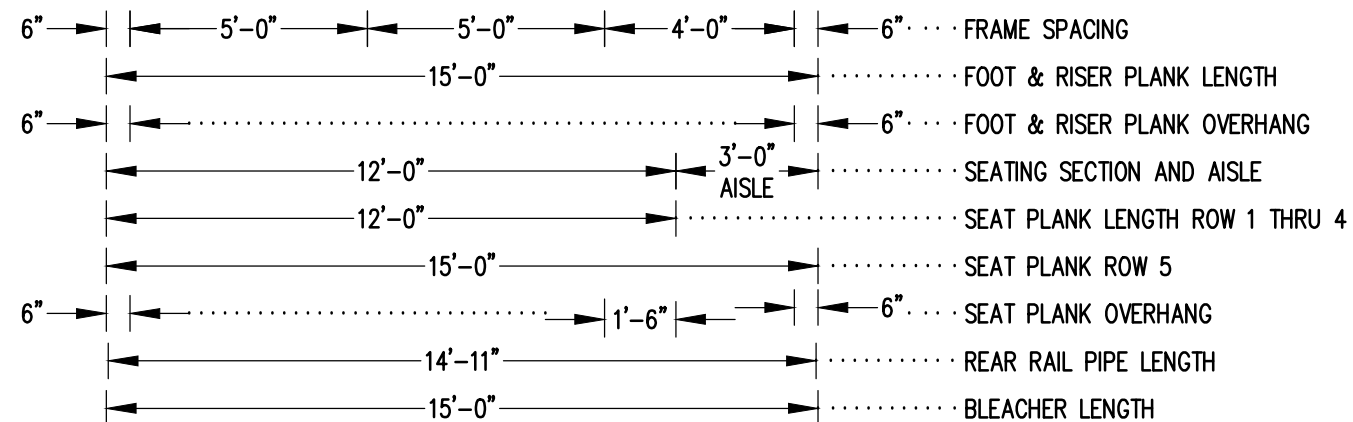 6" 5'-0" 5'-0" 4'-0" 6" FRAME SPACING
15'-0" FOOT & RISER PLANK LENGTH
6" 6" FOOT & RISER PLANK OVERHANG
12'-0" 3'-0" AISLE SEATING SECTION AND AISLE
12'-0" SEAT PLANK LENGTH ROW 1 THRU 4
15'-0" SEAT PLANK ROW 5
6" 1'-6" 6" SEAT PLANK OVERHANG
14'-11" REAR RAIL PIPE LENGTH
15'-0" BLEACHER LENGTH